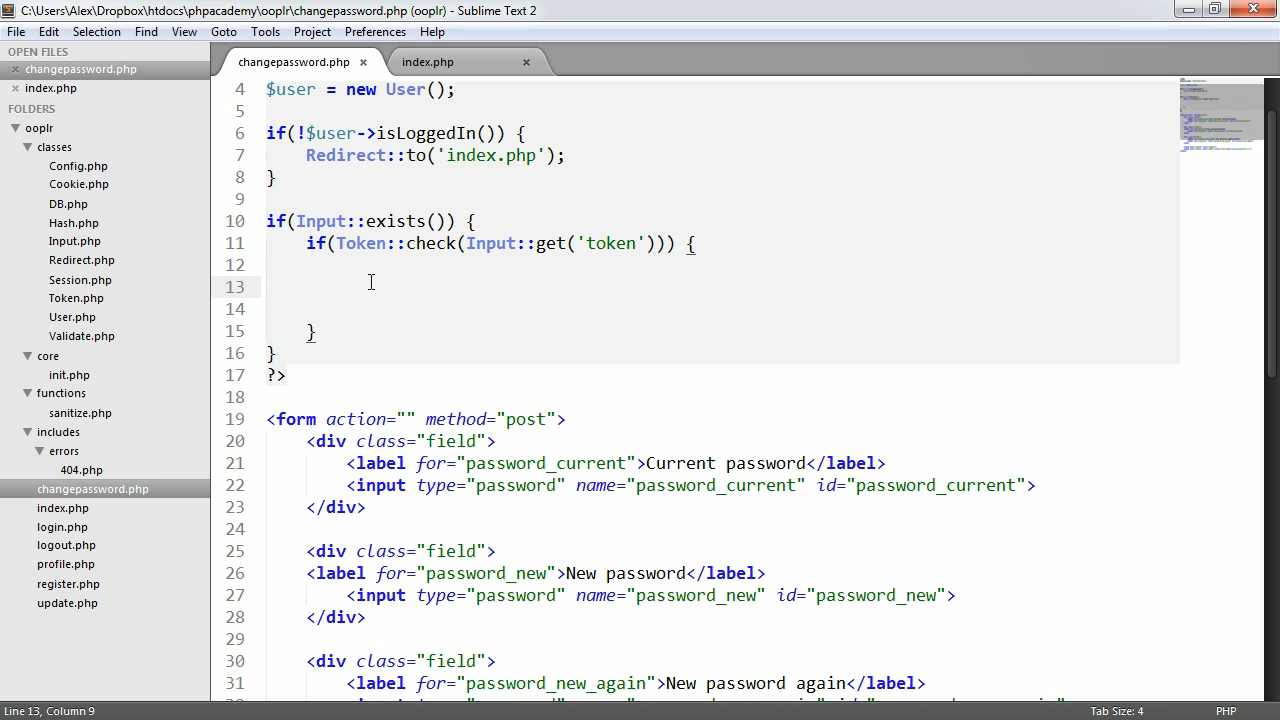 C:\Users\Alex\Dropbox\htdocs\phpacademy\ooplr\changepassword.php (ooplr) - Sublime Text 2
File Edit Selection Find View Goto Tools Project Preferences Help
OPEN FILES
changepassword.php
index.php
FOLDERS
ooplr
classes
Config.php
Cookie.php
DB.php
Hash.php
Input.php
Redirect.php
Session.php
Token.php
User.php
Validate.php
core
init.php
functions
sanitize.php
includes
errors
404.php
changepassword.php
index.php
login.php
logout.php
profile.php
register.php
update.php
changepassword.php × index.php ×
4 $user = new User();
5
6 if(!$user->isLoggedIn()) {
7 Redirect::to('index.php');
8 }
9
10 if(Input::exists()) {
11 if(Token::check(Input::get('token'))) {
12
13
14
15 }
16 }
17 ?>
18
19 <form action="" method="post">
20 <div class="field">
21 <label for="password_current">Current password</label>
22 <input type="password" name="password_current" id="password_current">
23 </div>
24
25 <div class="field">
26 <label for="password_new">New password</label>
27 <input type="password" name="password_new" id="password_new">
28 </div>
29
30 <div class="field">
31 <label for="password_new_again">New password again</label>
Line 13, Column 9 Tab Size: 4 PHP